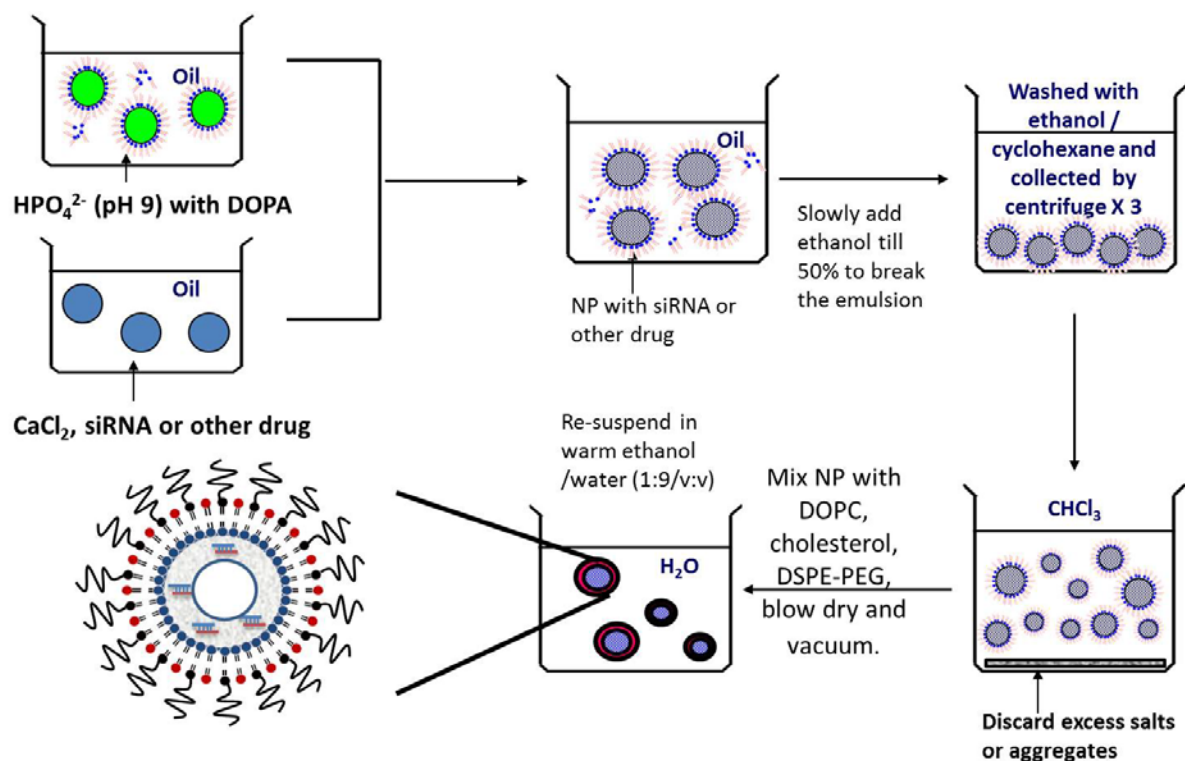 Oil
HPO₄²⁻ (pH 9) with DOPA
Oil
CaCl₂, siRNA or other drug
Oil
NP with siRNA or
other drug
Slowly add
ethanol till
50% to break
the emulsion
Washed with
ethanol /
cyclohexane and
collected by
centrifuge X 3
CHCl₃
Discard excess salts
or aggregates
Mix NP with
DOPC,
cholesterol,
DSPE-PEG,
blow dry and
vacuum.
Re-suspend in
warm ethanol
/water (1:9/v:v)
H₂O